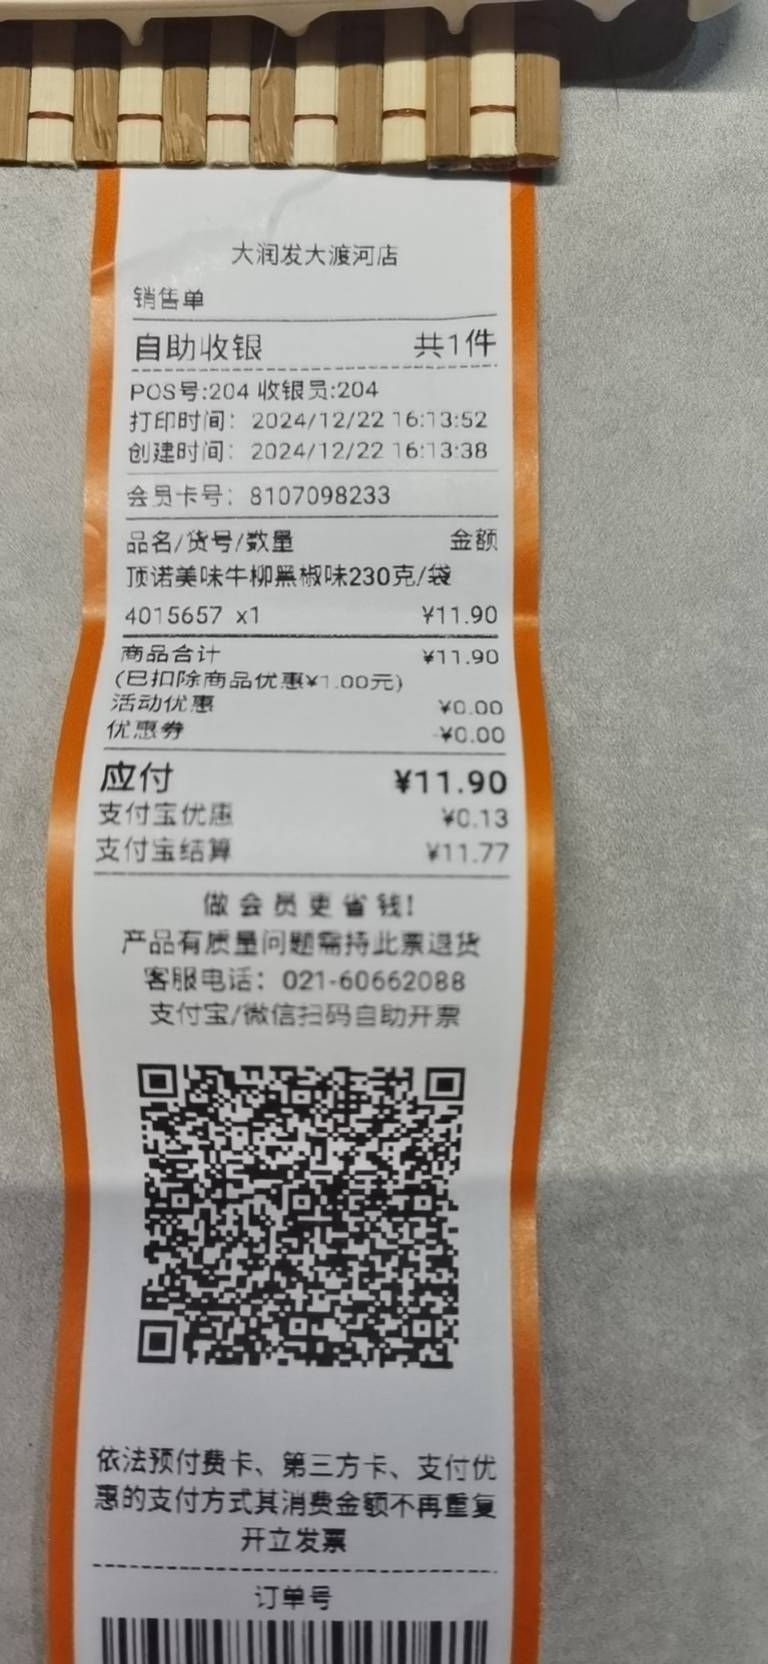 大润发大渡河店
销售单
自助收银 共1件
POS号:204 收银员:204
打印时间：2024/12/22 16:13:52
创建时间：2024/12/22 16:13:38
会员卡号：8107098233
品名/货号/数量 金额
顶诺美味牛柳黑椒味230克/袋
4015657 x1 ¥11.90
商品合计 ¥11.90
(已扣除商品优惠¥1.00元)
活动优惠 ¥0.00
优惠券 -¥0.00
应付 ¥11.90
支付宝优惠 ¥0.13
支付宝结算 ¥11.77
做会员更省钱!
产品有质量问题需持此票退货
客服电话：021-60662088
支付宝/微信扫码自助开票
依法预付费卡、第三方卡、支付优
惠的支付方式其消费金额不再重复
开立发票
订单号